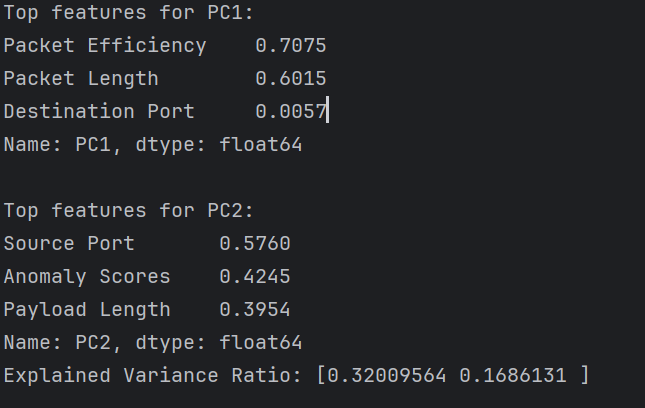 Top features for PC1:
Packet Efficiency    0.7075
Packet Length        0.6015
Destination Port     0.0057
Name: PC1, dtype: float64

Top features for PC2:
Source Port       0.5760
Anomaly Scores    0.4245
Payload Length    0.3954
Name: PC2, dtype: float64
Explained Variance Ratio: [0.32009564 0.1686131 ]